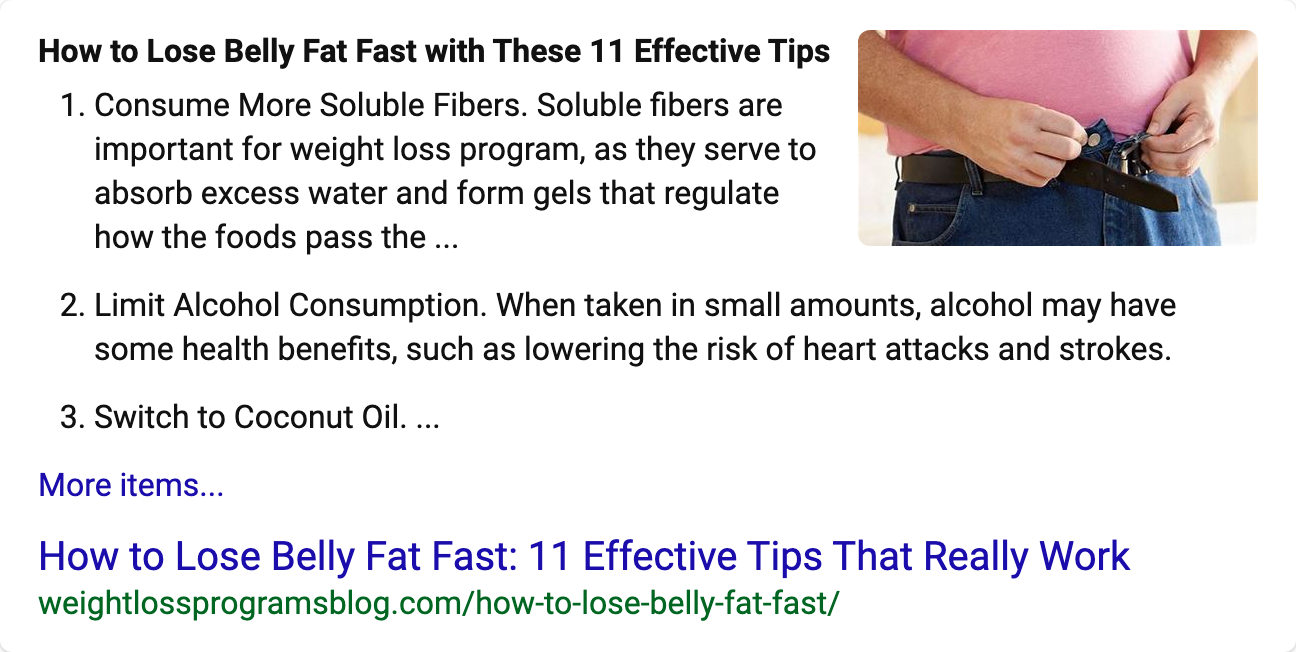 How to Lose Belly Fat Fast with These 11 Effective Tips
1. Consume More Soluble Fibers. Soluble fibers are
important for weight loss program, as they serve to
absorb excess water and form gels that regulate
how the foods pass the ...
2. Limit Alcohol Consumption. When taken in small amounts, alcohol may have
some health benefits, such as lowering the risk of heart attacks and strokes.
3. Switch to Coconut Oil. ...
More items...
How to Lose Belly Fat Fast: 11 Effective Tips That Really Work
weightlossprogramsblog.com/how-to-lose-belly-fat-fast/